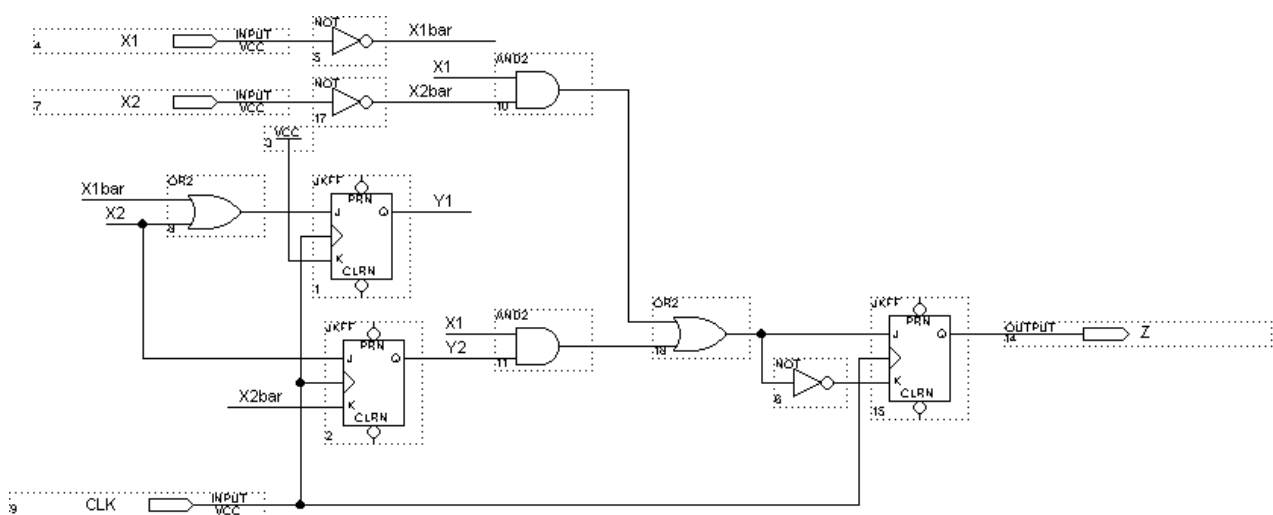 NOT
4 X1 INPUT VCC X1bar
5
X1 AND2
NOT
7 X2 INPUT VCC X2bar 10
17
3 VCC
X1bar OR2 JKFF
PRN
X2 J Q Y1
9
K
CLRN
1
JKFF X1 AND2 OR2 JKFF
PRN PRN
J Q Y2 11 18 J Q OUTPUT 14 Z
NOT
X2bar K 6 K
CLRN CLRN
2 15
9 CLK INPUT VCC